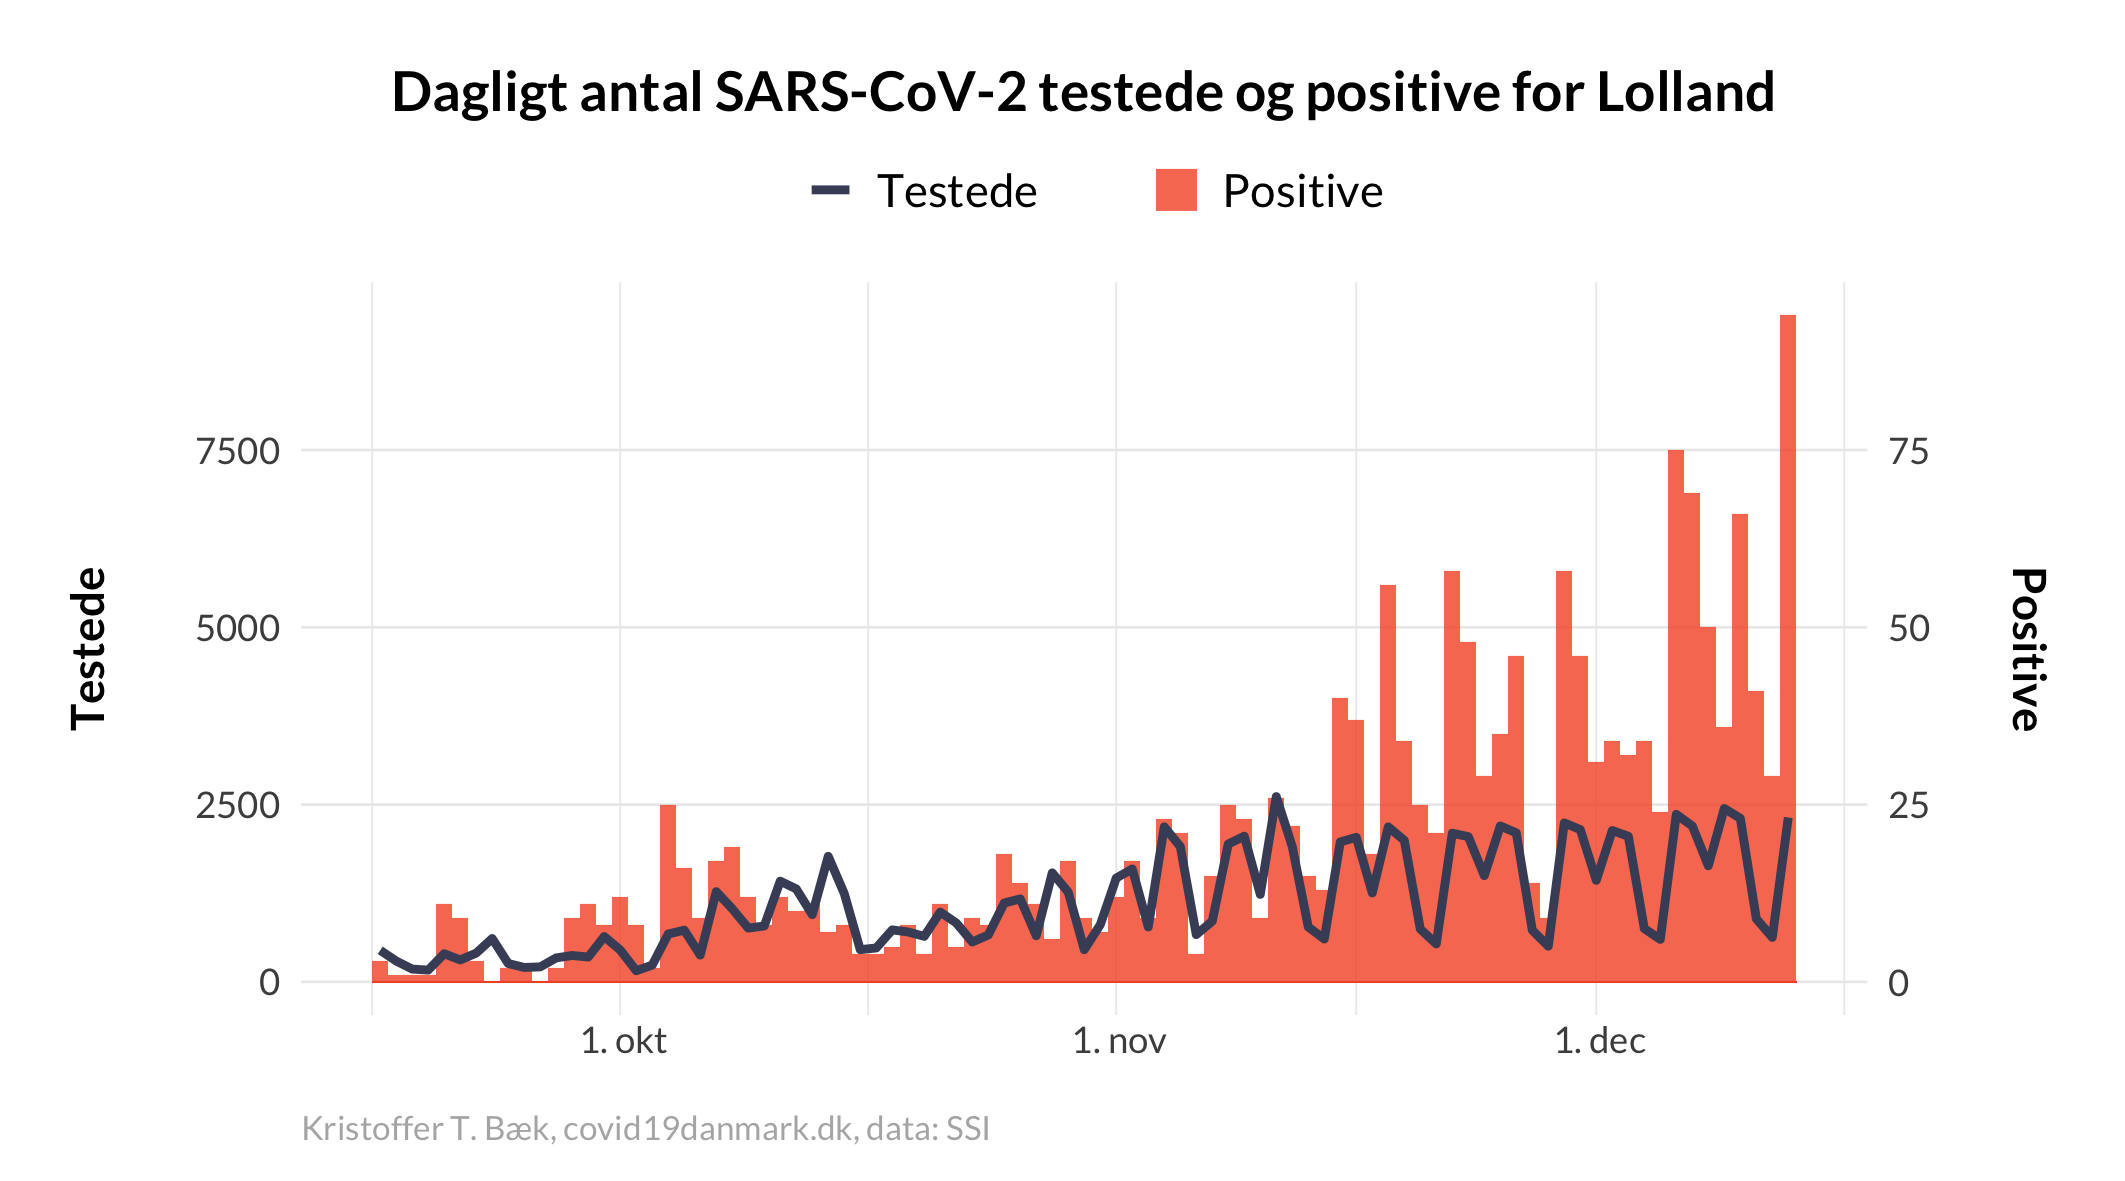 Dagligt antal SARS-CoV-2 testede og positive for Lolland
Testede
Positive
7500
5000
2500
0
75
50
25
0
Testede
Positive
1. okt
1. nov
1. dec
Kristoffer T. Bæk, covid19danmark.dk, data: SSI